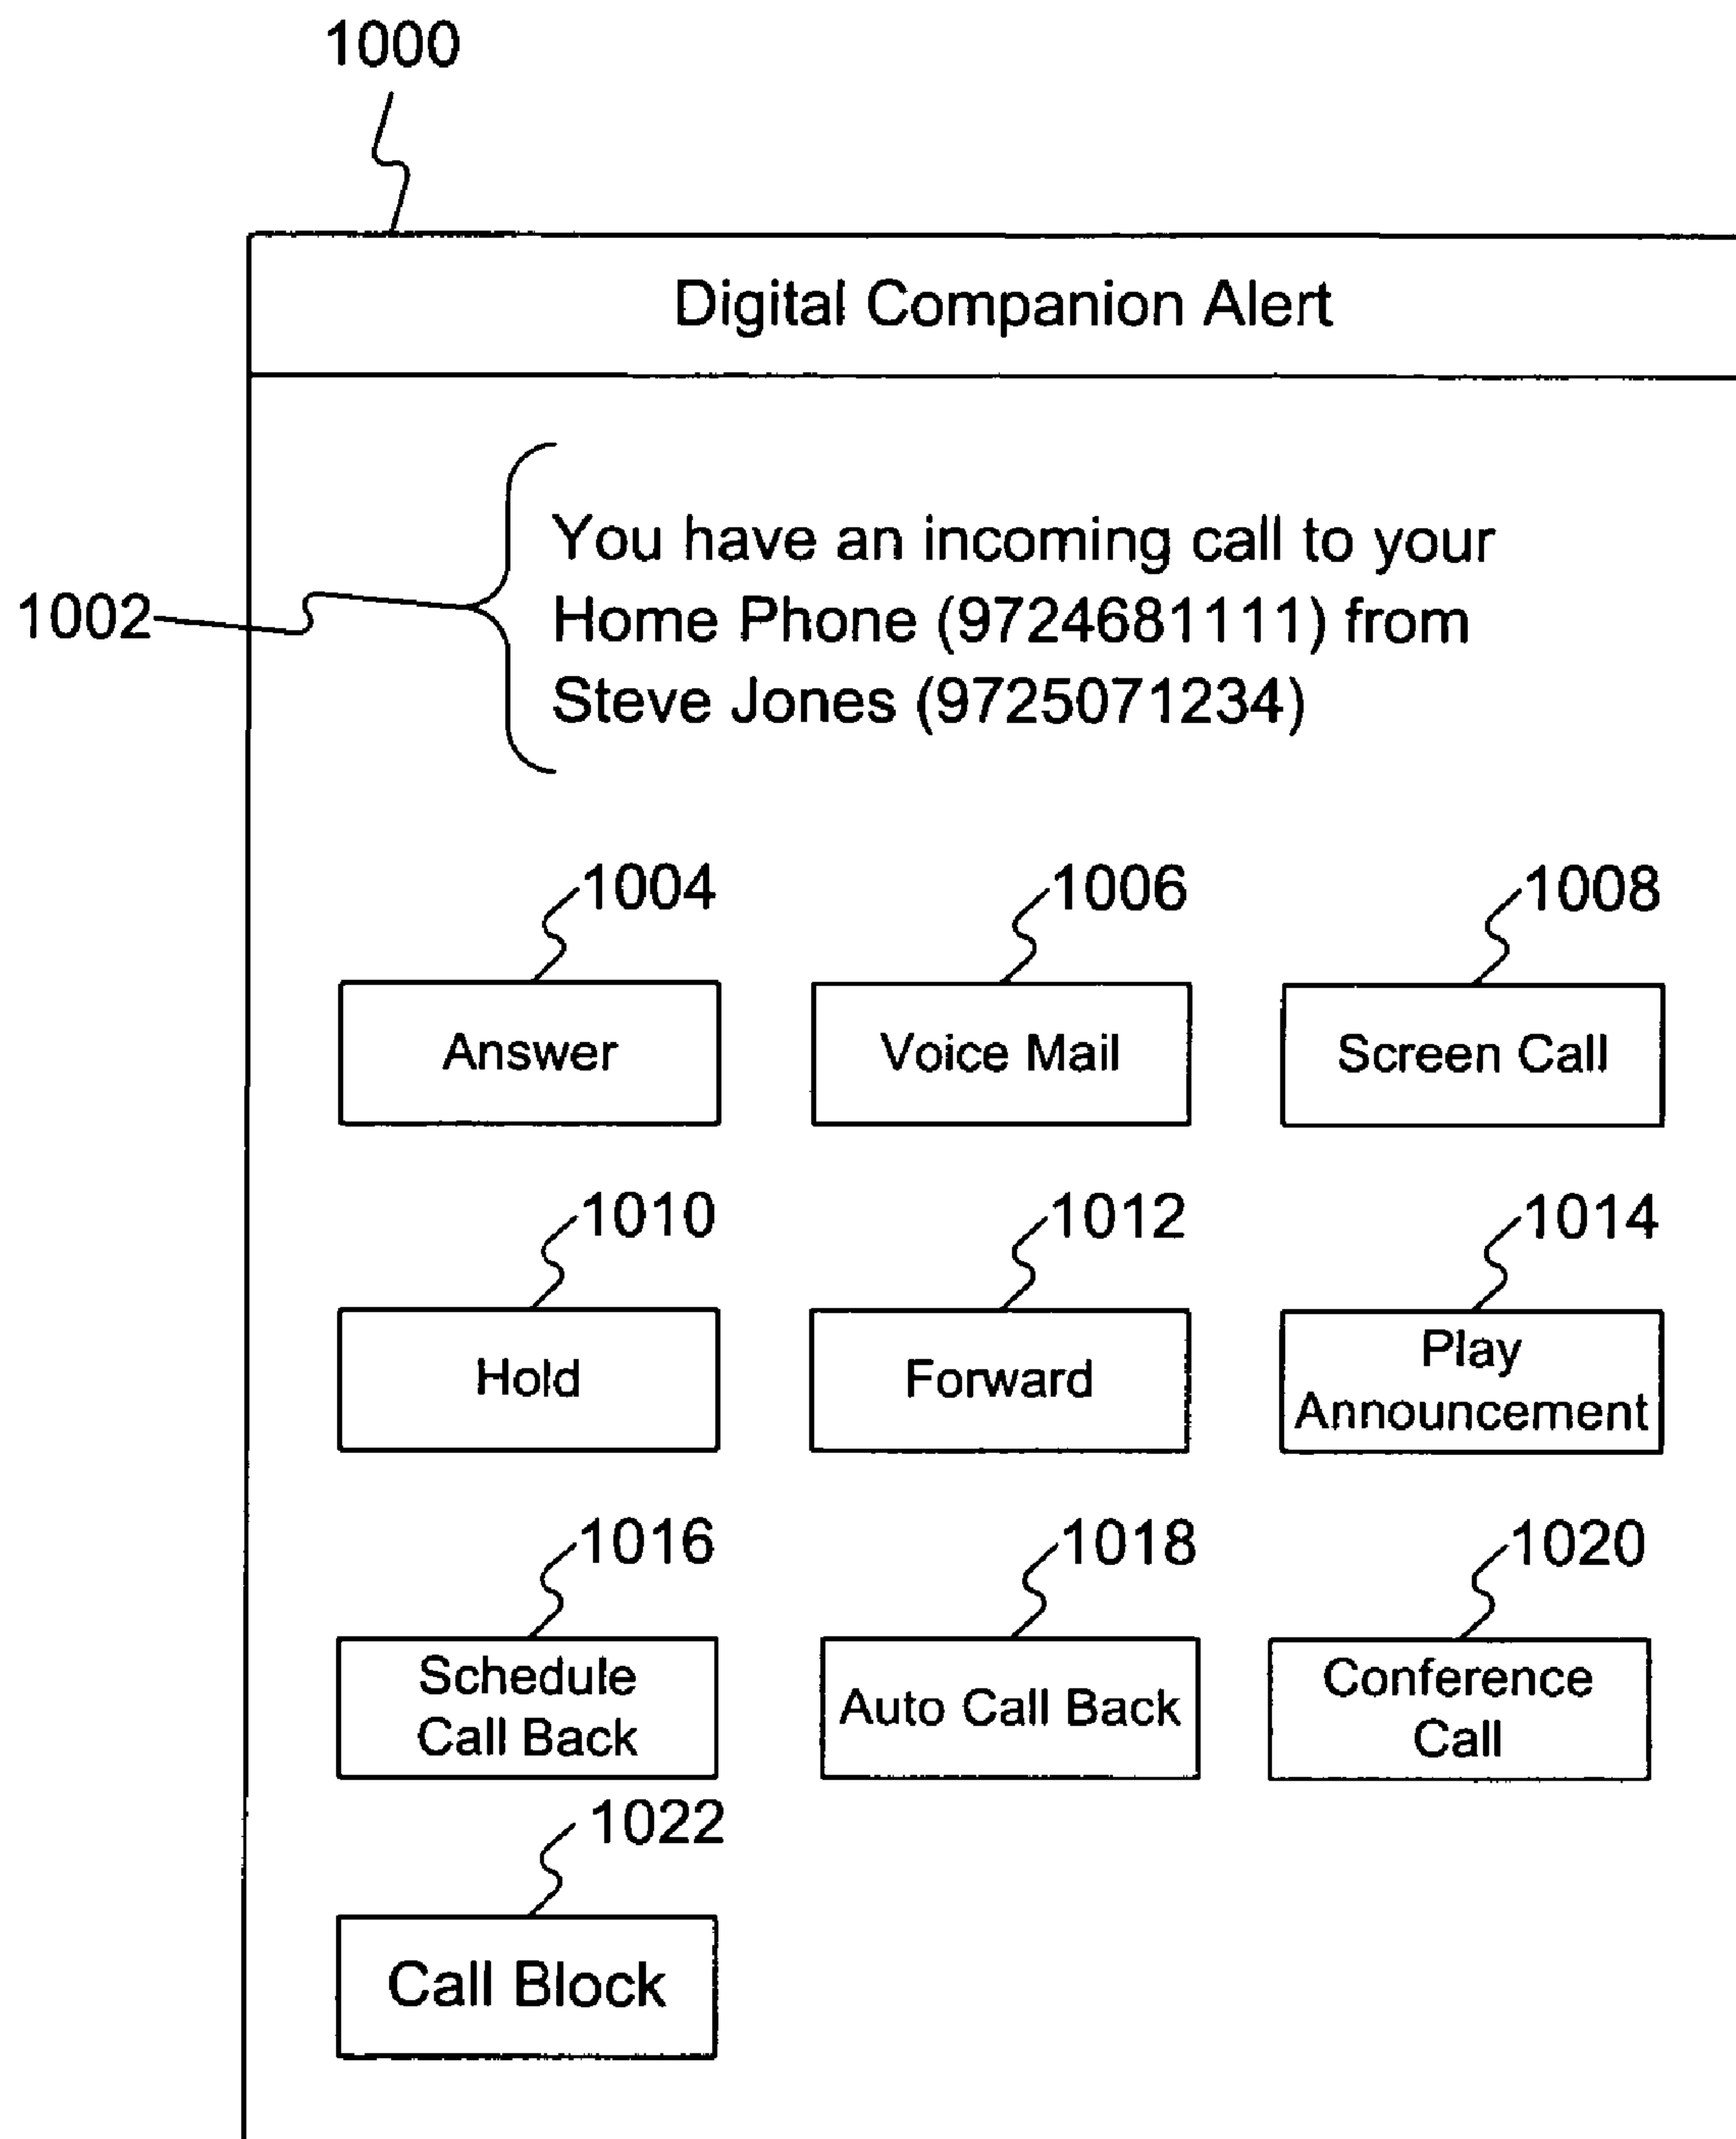 1000
Digital Companion Alert
You have an incoming call to your
1002
Home Phone (9724681111) from
Steve Jones (9725071234)
1004
1006
1008
Answer
Voice Mail
Screen Call
1010
1012
1014
Hold
Forward
Play
Announcement
1016
1018
1020
Schedule
Call Back
Auto Call Back
Conference
Call
1022
Call Block